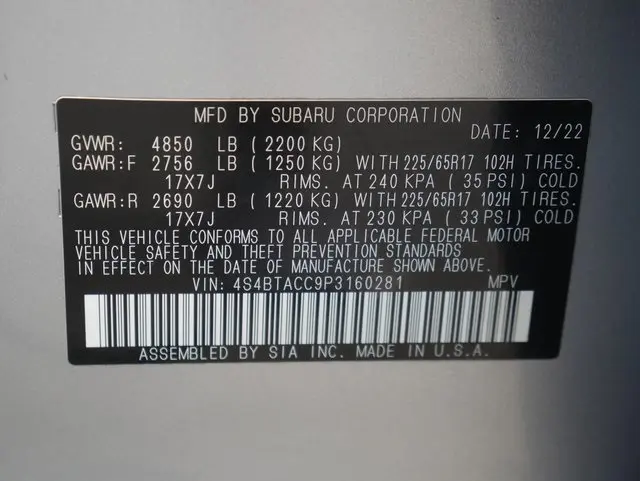 MFD BY SUBARU CORPORATION
DATE: 12/22
GVWR: 4850 LB (2200 KG)
GAWR:F 2756 LB (1250 KG) WITH 225/65R17 102H TIRES.
17X7J RIMS. AT 240 KPA (35 PSI) COLD
GAWR:R 2690 LB (1220 KG) WITH 225/65R17 102H TIRES.
17X7J RIMS. AT 230 KPA (33 PSI) COLD
THIS VEHICLE CONFORMS TO ALL APPLICABLE FEDERAL MOTOR
VEHICLE SAFETY AND THEFT PREVENTION STANDARDS
IN EFFECT ON THE DATE OF MANUFACTURE SHOWN ABOVE.
VIN: 4S4BTACC9P3160281 MPV
ASSEMBLED BY SIA INC. MADE IN U.S.A.